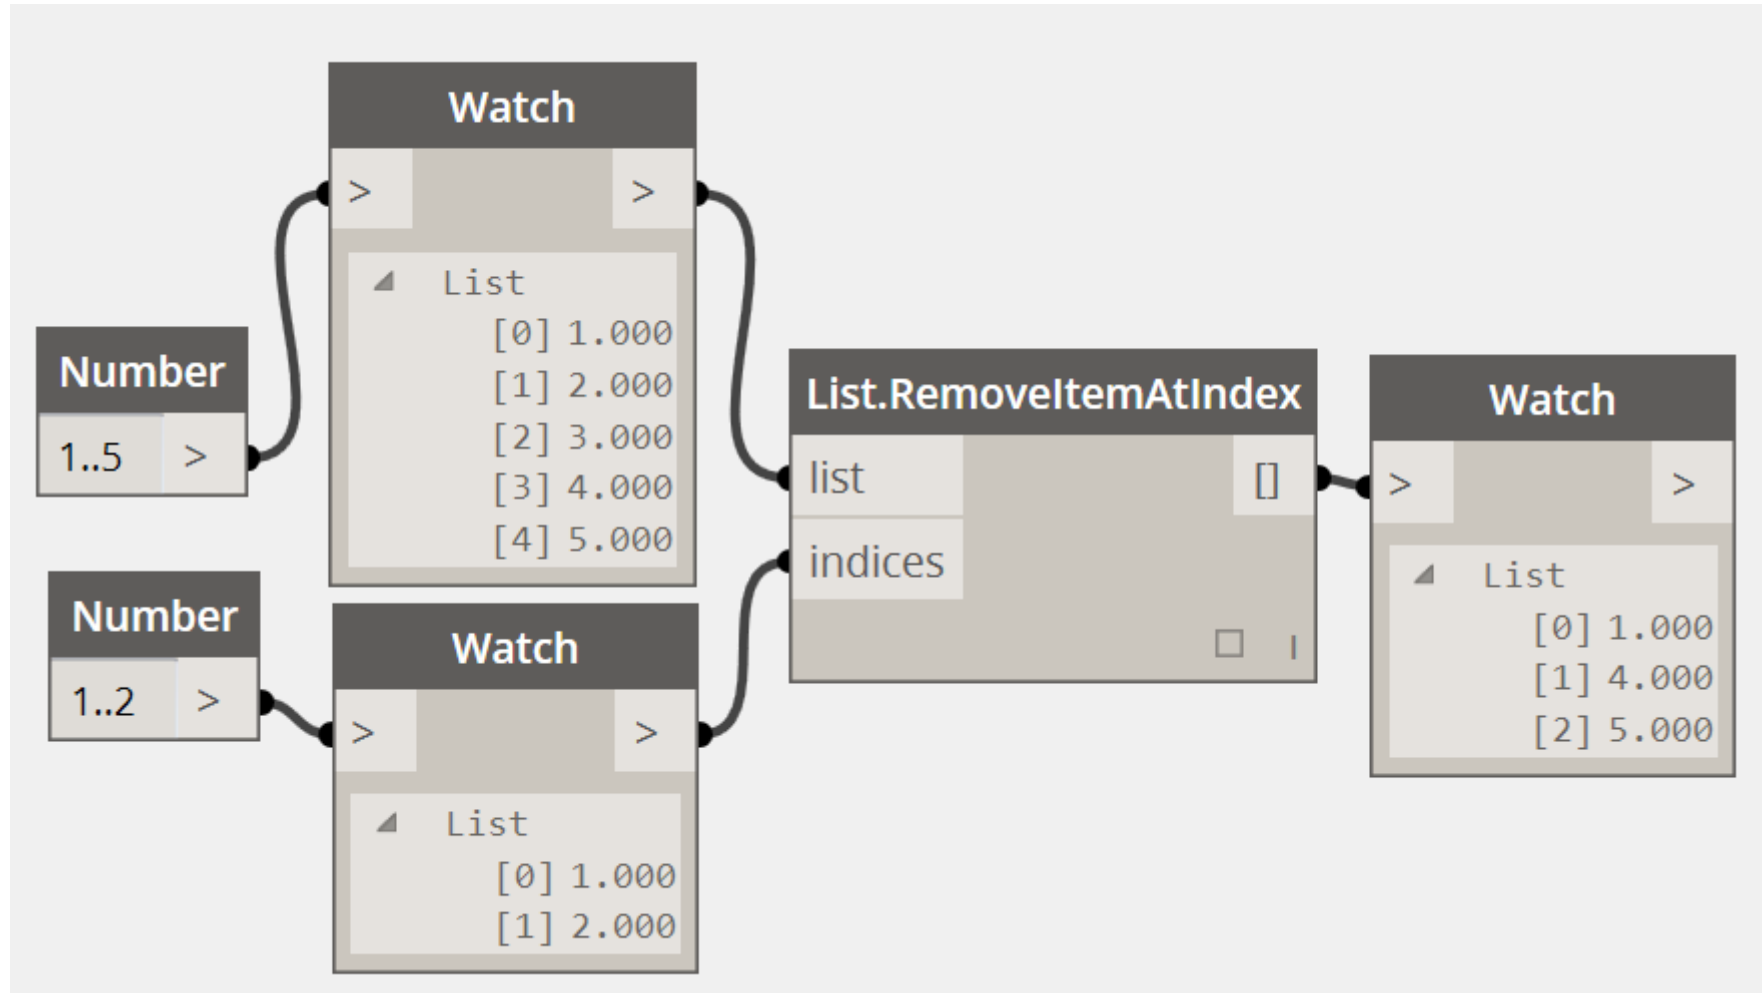 Number
1..5 >
Watch
> >
List
[0] 1.000
[1] 2.000
[2] 3.000
[3] 4.000
[4] 5.000
Number
1..2 >
Watch
> >
List
[0] 1.000
[1] 2.000
List.RemoveItemAtIndex
list []
indices
l
Watch
> >
List
[0] 1.000
[1] 4.000
[2] 5.000